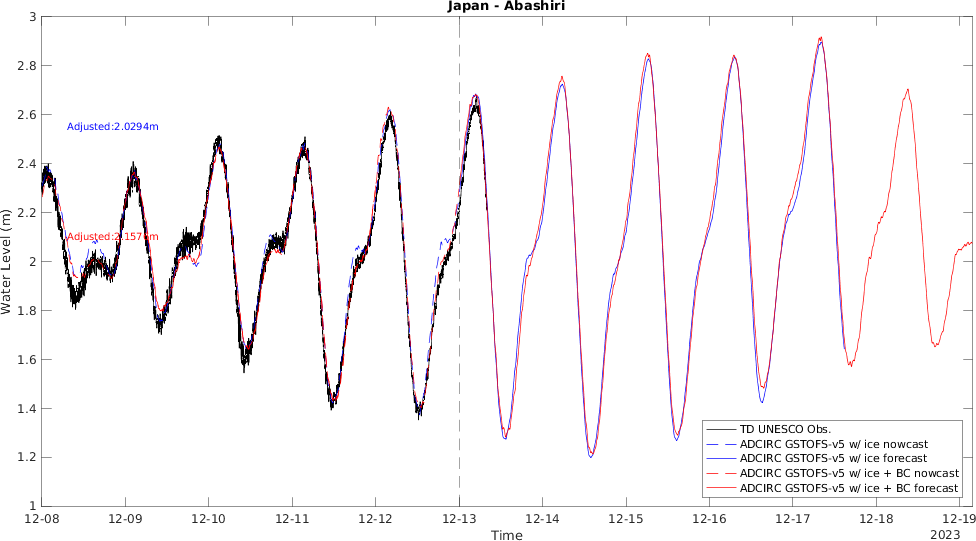 Japan - Abashiri
3
2.8
2.6
2.4
2.2
2
1.8
1.6
1.4
1.2
1
Water Level (m)
Adjusted:2.0294m
Adjusted:2.1576m
TD UNESCO Obs.
ADCIRC GSTOFS-v5 w/ ice nowcast
ADCIRC GSTOFS-v5 w/ ice forecast
ADCIRC GSTOFS-v5 w/ ice + BC nowcast
ADCIRC GSTOFS-v5 w/ ice + BC forecast
12-08 12-09 12-10 12-11 12-12 12-13 12-14 12-15 12-16 12-17 12-18 12-19
Time
2023